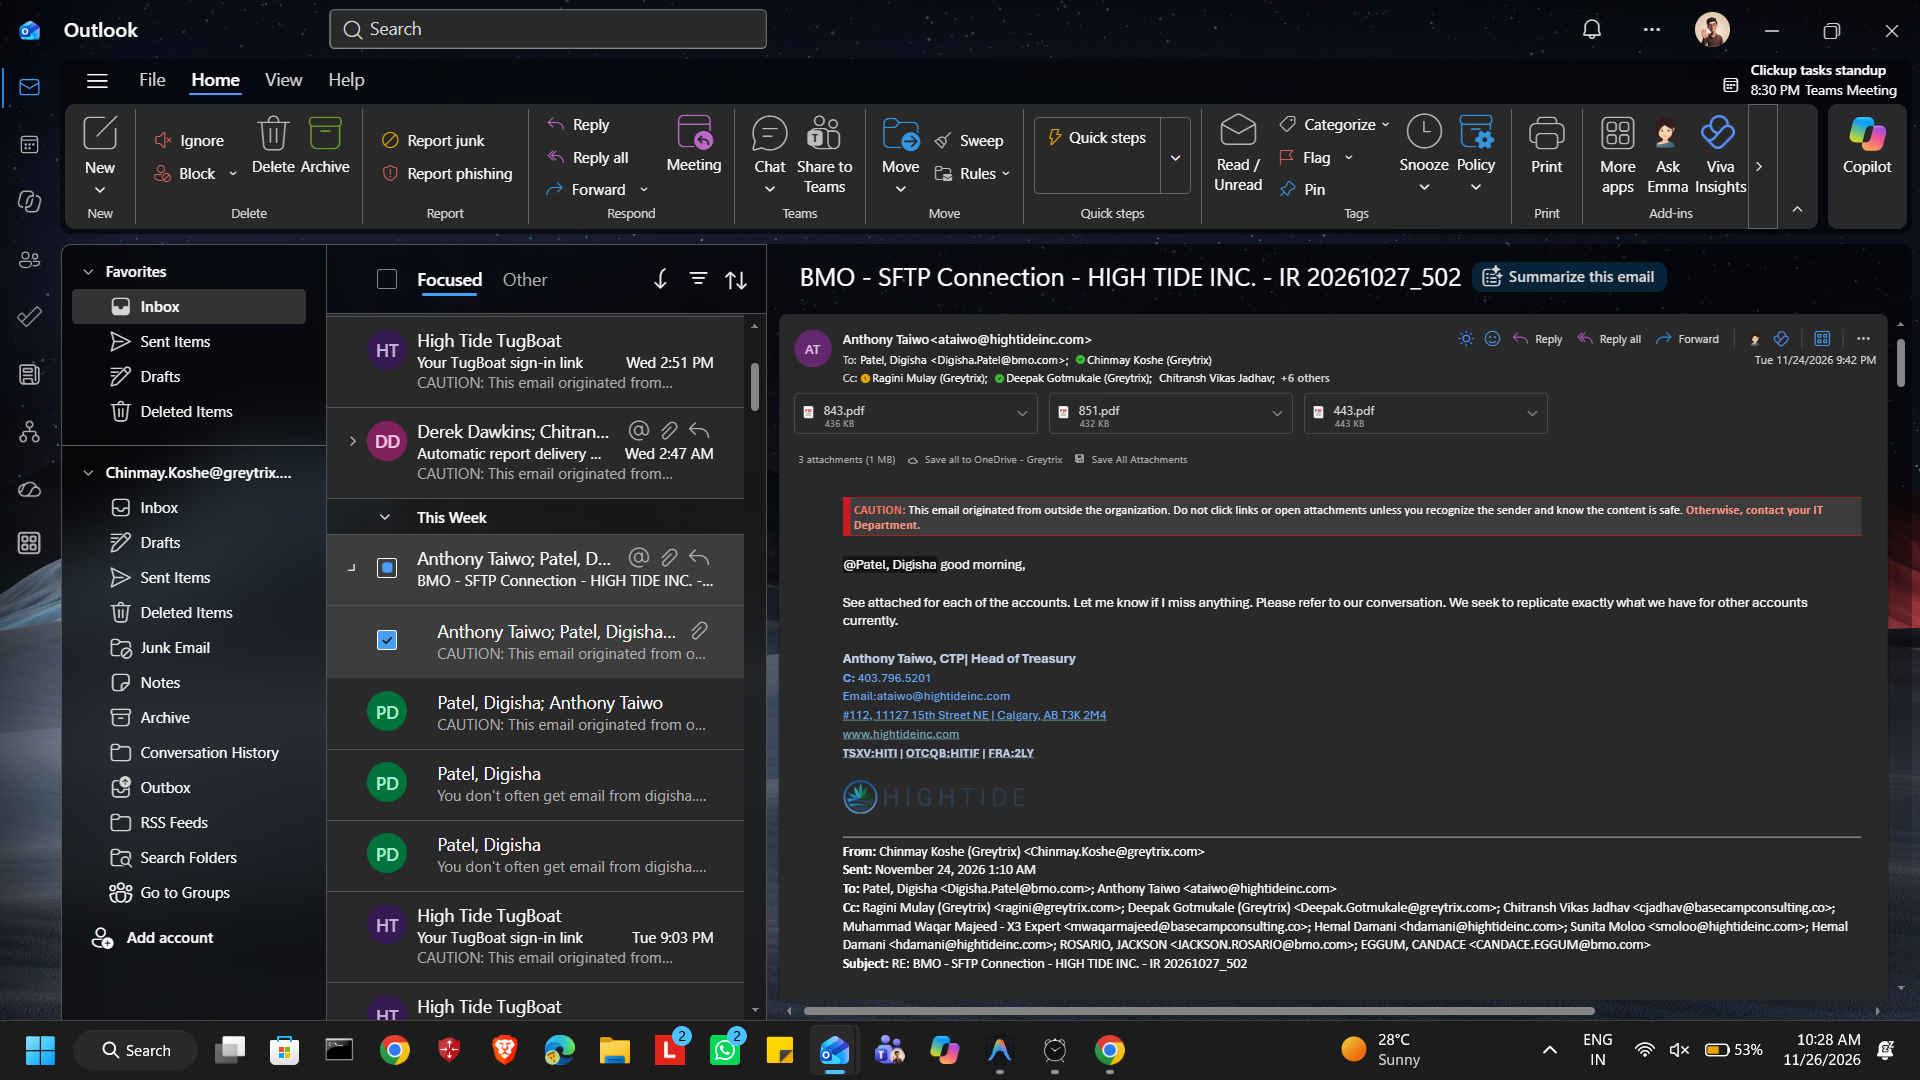 Outlook
Search
File Home View Help
Clickup tasks standup
8:30 PM Teams Meeting
New
New
Ignore
Block
Delete
Archive
Delete
Report junk
Report phishing
Report
Reply
Reply all
Forward
Meeting
Respond
Chat
Share to
Teams
Teams
Move
Sweep
Rules
Move
Quick steps
Quick steps
Read /
Unread
Categorize
Flag
Pin
Snooze
Policy
Tags
Print
Print
More
apps
Ask
Emma
Viva
Insights
Add-ins
Copilot
Favorites
Inbox
Sent Items
Drafts
Deleted Items
Chinmay.Koshe@greytrix....
Inbox
Drafts
Sent Items
Deleted Items
Junk Email
Notes
Archive
Conversation History
Outbox
RSS Feeds
Search Folders
Go to Groups
Add account
Focused Other
HT
High Tide TugBoat
Your TugBoat sign-in link Wed 2:51 PM
CAUTION: This email originated from...
DD
Derek Dawkins; Chitran...
Automatic report delivery ... Wed 2:47 AM
CAUTION: This email originated from...
This Week
Anthony Taiwo; Patel, D...
BMO - SFTP Connection - HIGH TIDE INC. -...
Anthony Taiwo; Patel, Digisha...
CAUTION: This email originated from o...
PD
Patel, Digisha; Anthony Taiwo
CAUTION: This email originated from o...
PD
Patel, Digisha
You don't often get email from digisha....
PD
Patel, Digisha
You don't often get email from digisha....
HT
High Tide TugBoat
Your TugBoat sign-in link Tue 9:03 PM
CAUTION: This email originated from...
HT
High Tide TugBoat
BMO - SFTP Connection - HIGH TIDE INC. - IR 20261027_502
Summarize this email
AT
Anthony Taiwo<ataiwo@hightideinc.com>
Reply Reply all Forward
To: Patel, Digisha <Digisha.Patel@bmo.com>; Chinmay Koshe (Greytrix)
Tue 11/24/2026 9:42 PM
Cc: Ragini Mulay (Greytrix); Deepak Gotmukale (Greytrix); Chitransh Vikas Jadhav; +6 others
843.pdf
436 KB
851.pdf
432 KB
443.pdf
443 KB
3 attachments (1 MB) Save all to OneDrive - Greytrix Save All Attachments
CAUTION: This email originated from outside the organization. Do not click links or open attachments unless you recognize the sender and know the content is safe. Otherwise, contact your IT
Department.
@Patel, Digisha good morning,
See attached for each of the accounts. Let me know if I miss anything. Please refer to our conversation. We seek to replicate exactly what we have for other accounts
currently.
Anthony Taiwo, CTP| Head of Treasury
C: 403.796.5201
Email:ataiwo@hightideinc.com
#112, 11127 15th Street NE | Calgary, AB T3K 2M4
www.hightideinc.com
TSXV:HITI | OTCQB:HITIF | FRA:2LY
HIGHTIDE
From: Chinmay Koshe (Greytrix) <Chinmay.Koshe@greytrix.com>
Sent: November 24, 2026 1:10 AM
To: Patel, Digisha <Digisha.Patel@bmo.com>; Anthony Taiwo <ataiwo@hightideinc.com>
Cc: Ragini Mulay (Greytrix) <ragini@greytrix.com>; Deepak Gotmukale (Greytrix) <Deepak.Gotmukale@greytrix.com>; Chitransh Vikas Jadhav <cjadhav@basecampconsulting.co>;
Muhammad Waqar Majeed - X3 Expert <mwaqarmajeed@basecampconsulting.co>; Hemal Damani <hdamani@hightideinc.com>; Sunita Moloo <smoloo@hightideinc.com>; Hemal
Damani <hdamani@hightideinc.com>; ROSARIO, JACKSON <JACKSON.ROSARIO@bmo.com>; EGGUM, CANDACE <CANDACE.EGGUM@bmo.com>
Subject: RE: BMO - SFTP Connection - HIGH TIDE INC. - IR 20261027_502
Search
L
2
2
28°C
Sunny
ENG
IN
53%
10:28 AM
11/26/2026